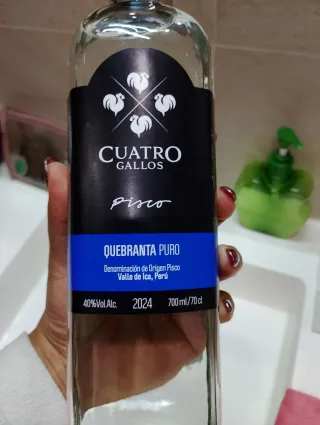 CUATRO
GALLOS
Pisco
QUEBRANTA PURO
Denominación de Origen Pisco
Valle de Ica, Perú
40%Vol.Alc. 2024 700 ml/70 cl